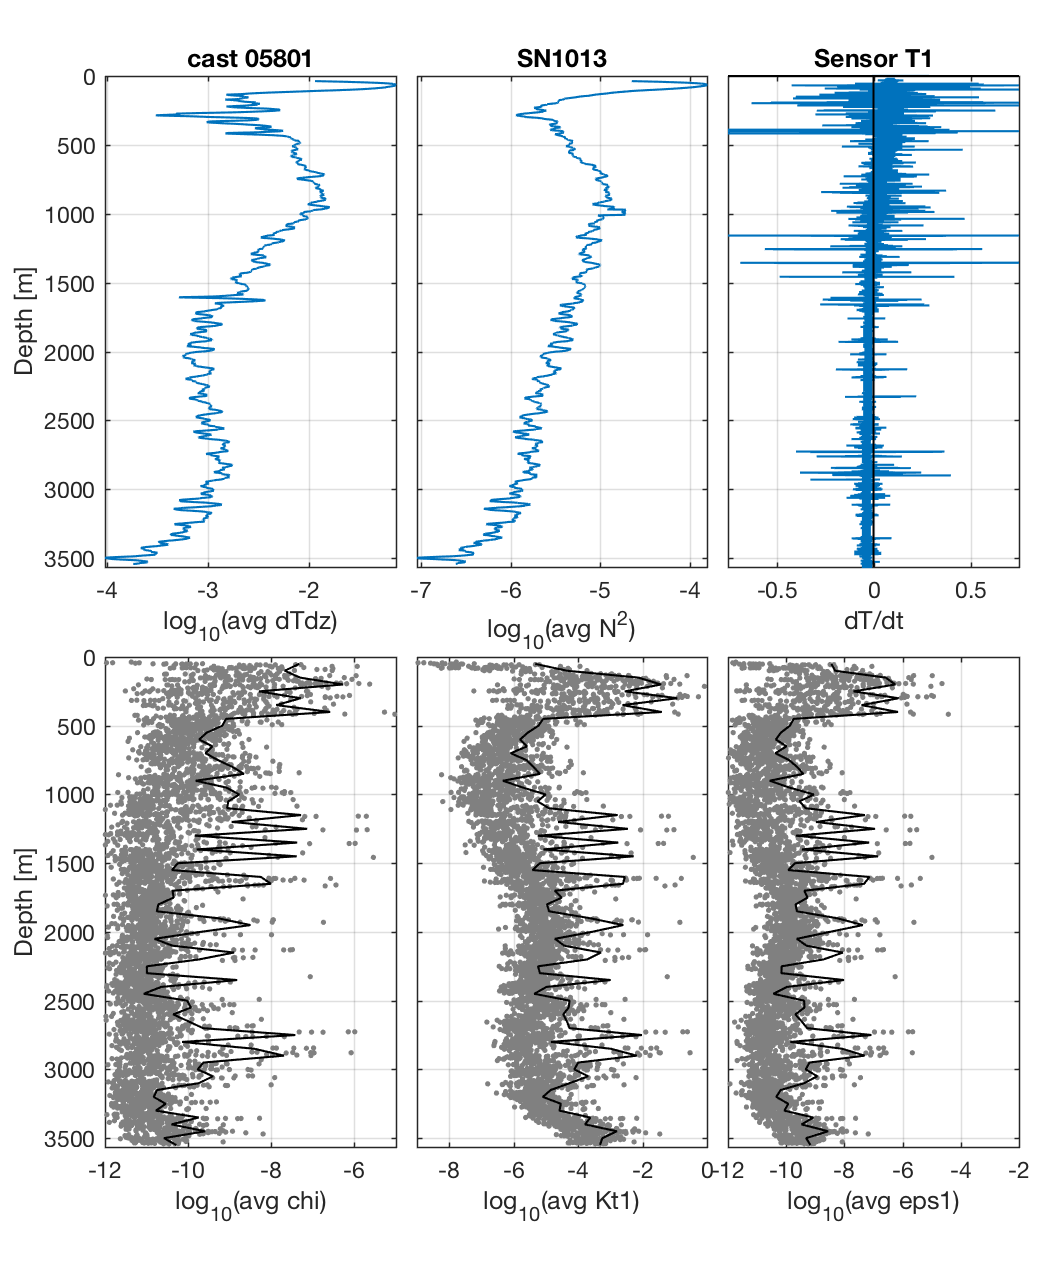 cast 05801 SN1013 Sensor T1
0
500
1000
1500
2000
2500
3000
3500
Depth [m]
-4 -3 -2 -7 -6 -5 -4 -0.5 0 0.5
log10(avg dTdz) log10(avg N2) dT/dt
0
500
1000
1500
2000
2500
3000
3500
Depth [m]
-12 -10 -8 -6 -8 -6 -4 -2 0 -12 -10 -8 -6 -4 -2
log10(avg chi) log10(avg Kt1) log10(avg eps1)